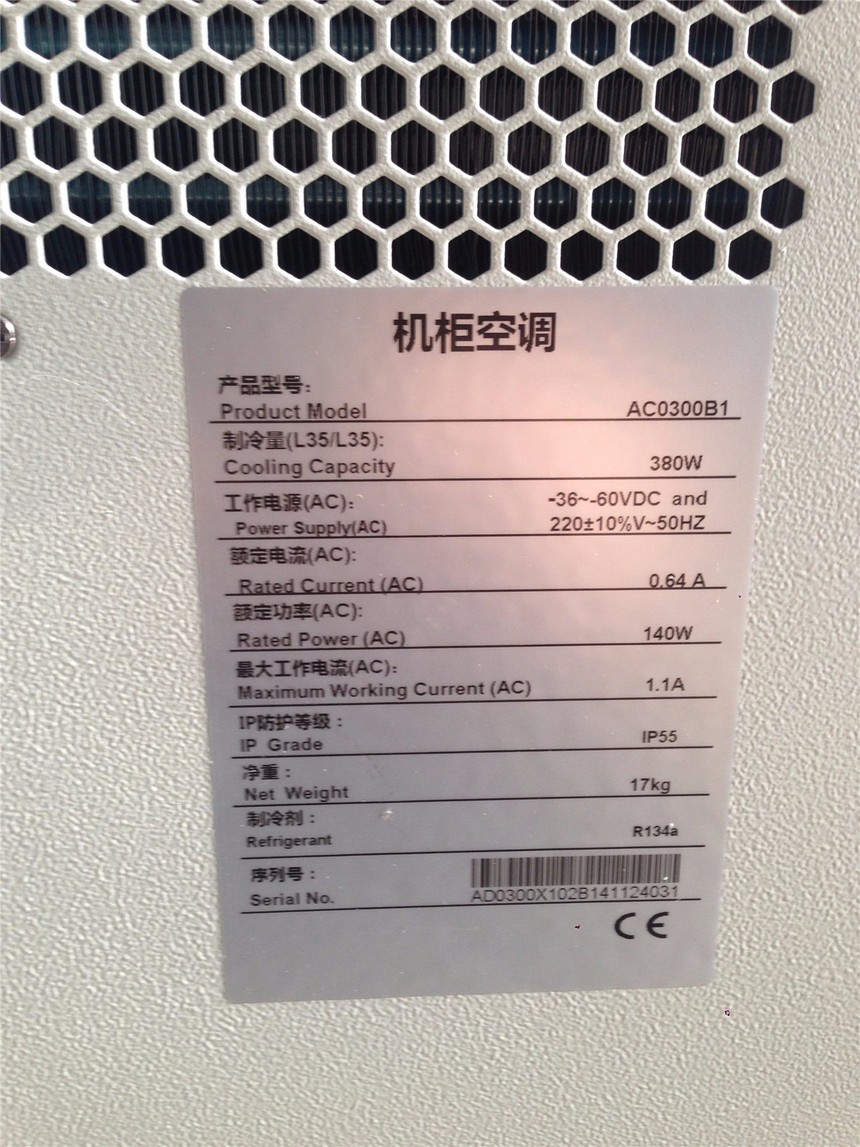 机柜空调
产品型号:
Product Model AC0300B1
制冷量(L35/L35):
Cooling Capacity 380W
工作电源(AC): -36~-60VDC and
Power Supply(AC) 220±10%V~50HZ
额定电流(AC):
Rated Current (AC) 0.64 A
额定功率(AC):
Rated Power (AC) 140W
最大工作电流(AC):
Maximum Working Current (AC) 1.1A
IP防护等级：
IP Grade IP55
净重：
Net Weight 17kg
制冷剂：
Refrigerant R134a
序列号：
Serial No. AD0300X102B141124031
CE